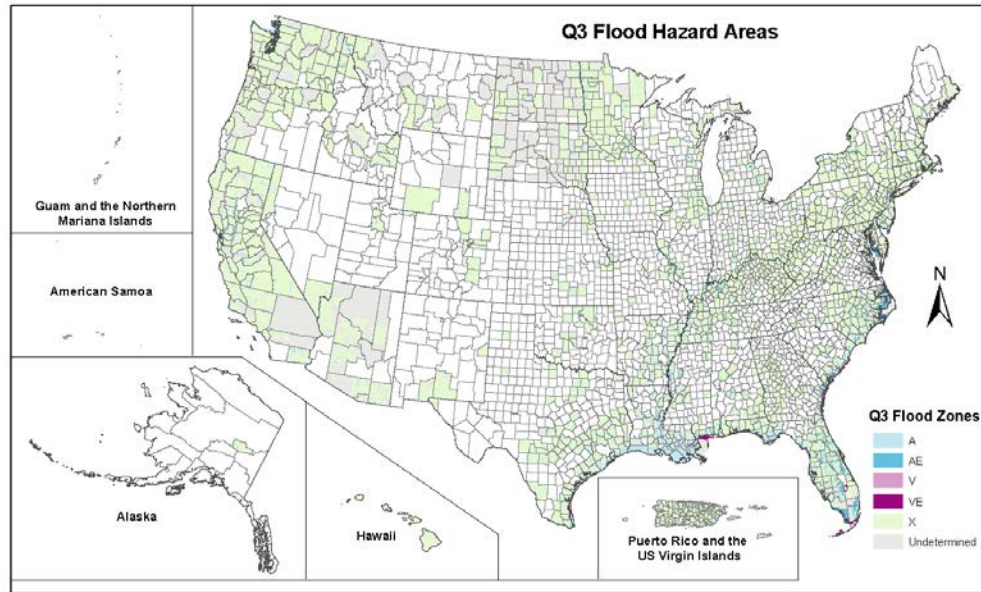 Q3 Flood Hazard Areas
Guam and the Northern
Mariana Islands
American Samoa
N
Alaska
Hawaii
Puerto Rico and the
US Virgin Islands
Q3 Flood Zones
A
AE
V
VE
X
Undetermined